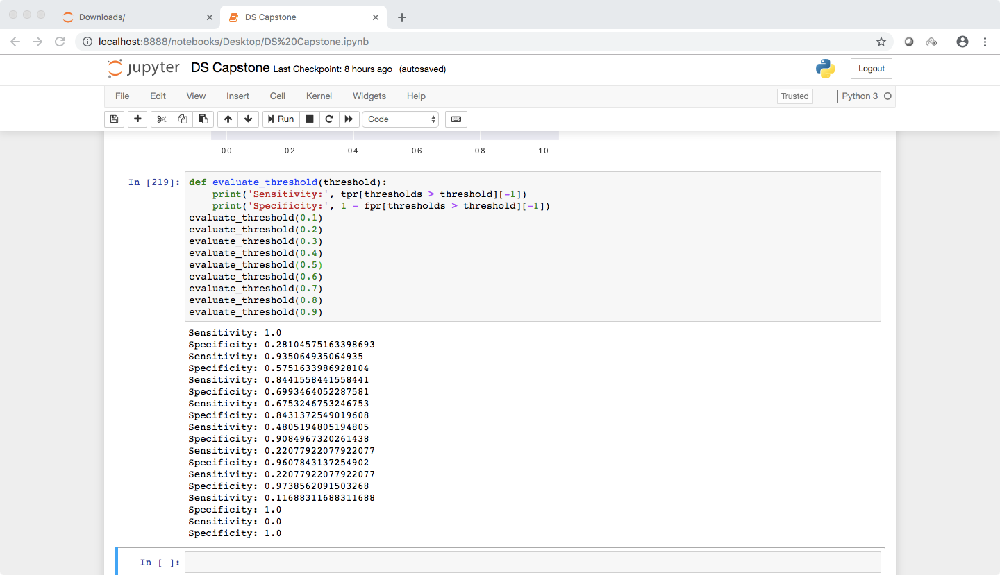 Downloads/
DS Capstone
localhost:8888/notebooks/Desktop/DS%20Capstone.ipynb
jupyter DS Capstone Last Checkpoint: 8 hours ago (autosaved)
Logout
File Edit View Insert Cell Kernel Widgets Help
Trusted
Python 3
Run
Code
0.0 0.2 0.4 0.6 0.8 1.0
In [219]:
def evaluate_threshold(threshold):
    print('Sensitivity:', tpr[thresholds > threshold][-1])
    print('Specificity:', 1 - fpr[thresholds > threshold][-1])
evaluate_threshold(0.1)
evaluate_threshold(0.2)
evaluate_threshold(0.3)
evaluate_threshold(0.4)
evaluate_threshold(0.5)
evaluate_threshold(0.6)
evaluate_threshold(0.7)
evaluate_threshold(0.8)
evaluate_threshold(0.9)
Sensitivity: 1.0
Specificity: 0.28104575163398693
Sensitivity: 0.935064935064935
Specificity: 0.5751633986928104
Sensitivity: 0.8441558441558441
Specificity: 0.6993464052287581
Sensitivity: 0.6753246753246753
Specificity: 0.8431372549019608
Sensitivity: 0.4805194805194805
Specificity: 0.9084967320261438
Sensitivity: 0.22077922077922077
Specificity: 0.9607843137254902
Sensitivity: 0.22077922077922077
Specificity: 0.9738562091503268
Sensitivity: 0.11688311688311688
Specificity: 1.0
Sensitivity: 0.0
Specificity: 1.0
In [ ]: